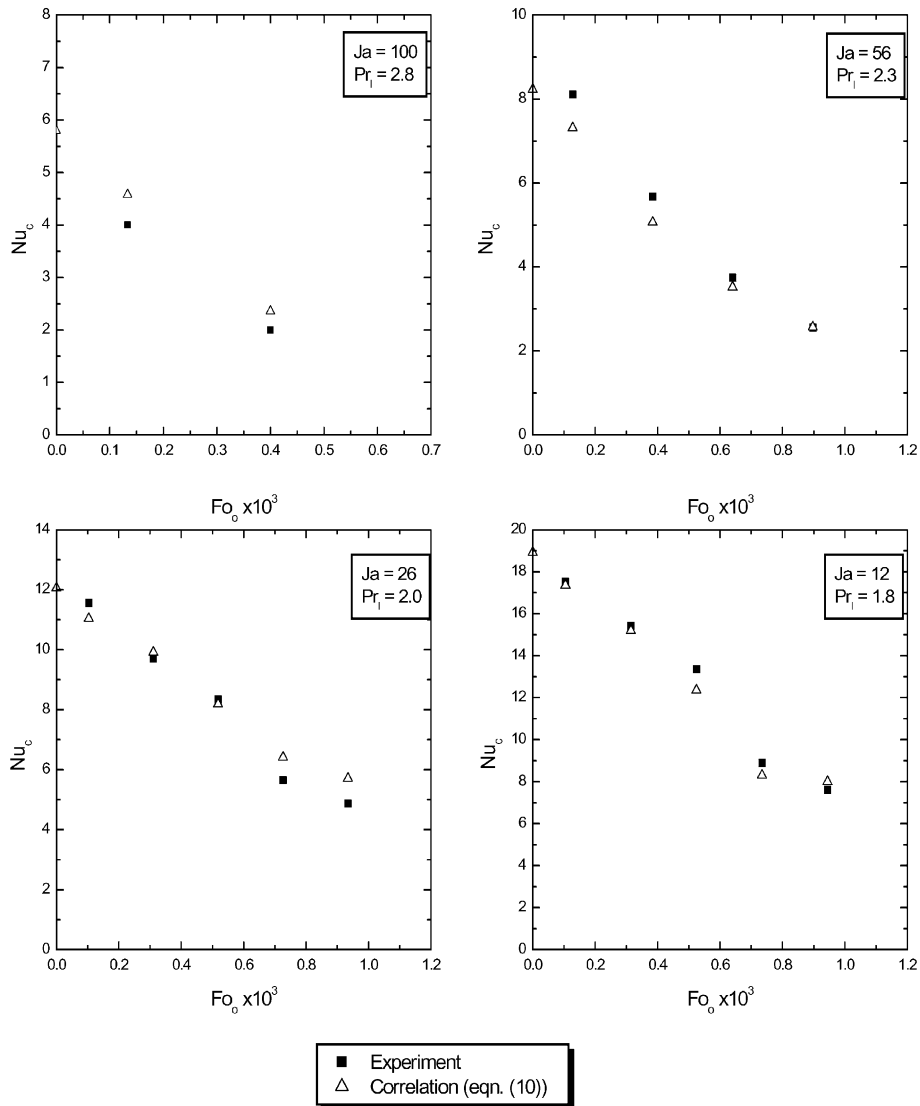 8
7
6
5
4
3
2
1
0
Nu_c
Ja = 100
Pr_l = 2.8
0.0 0.1 0.2 0.3 0.4 0.5 0.6 0.7
Fo_o x10^3
10
8
6
4
2
0
Nu_c
Ja = 56
Pr_l = 2.3
0.0 0.2 0.4 0.6 0.8 1.0 1.2
Fo_o x10^3
14
12
10
8
6
4
2
0
Nu_c
Ja = 26
Pr_l = 2.0
0.0 0.2 0.4 0.6 0.8 1.0 1.2
Fo_o x10^3
20
18
16
14
12
10
8
6
4
2
0
Nu_c
Ja = 12
Pr_l = 1.8
0.0 0.2 0.4 0.6 0.8 1.0 1.2
Fo_o x10^3
Experiment
Correlation (eqn. (10))